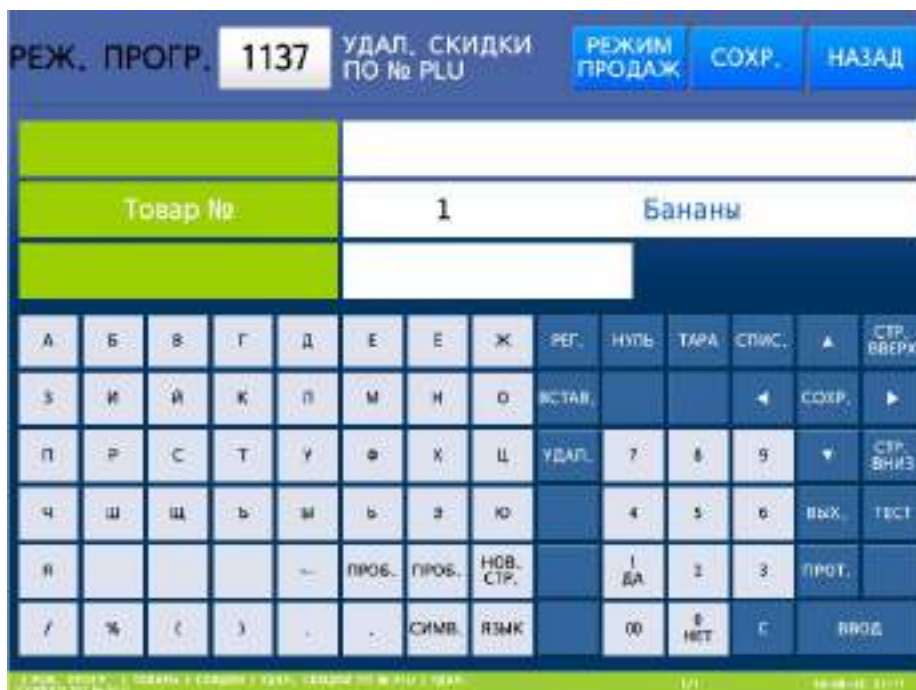 РЕЖ. ПРОГР. 1137 УДАЛ. СКИДКИ ПО № PLU РЕЖИМ ПРОДАЖ СОХР. НАЗАД
Товар № 1 Бананы
А Б В Г Д Е Ё Ж РЕГ. НУЛЬ ТАРА СПИС. ▲ СТР. ВВЕРХ
З И Й К Л М Н О ВСТАВ. ◀ СОХР. ▶
П Р С Т У Ф Х Ц УДАЛ. 7 8 9 ▼ СТР. ВНИЗ
Ч Ш Щ Ъ Ы Ь Э Ю 4 5 6 ВЫХ. ТЕСТ
Я ← ПРОБ. ПРОБ. НОВ. СТР. 1 ДА 2 3 ПРОТ.
/ % ( ) СИМВ. ЯЗЫК 00 0 НЕТ C ВВОД
1/1